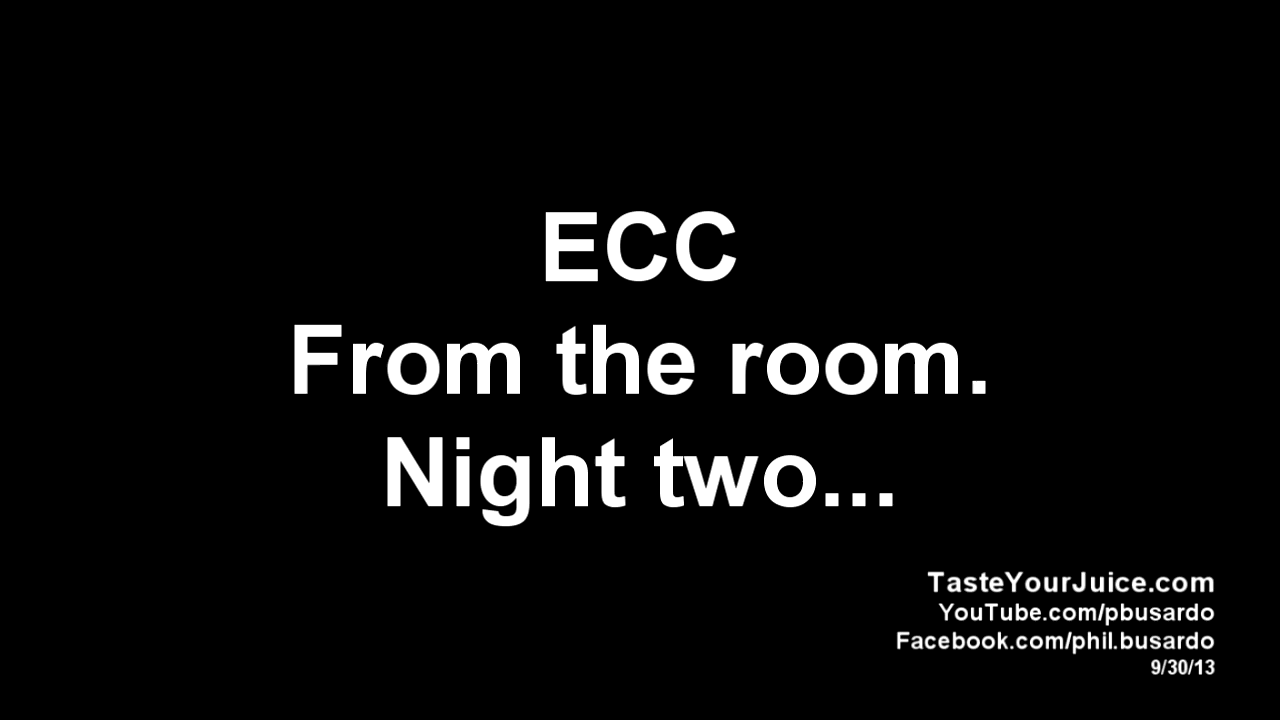 ECC
From the room.
Night two...
TasteYourJuice.com
YouTube.com/pbusardo
Facebook.com/phil.busardo
9/30/13